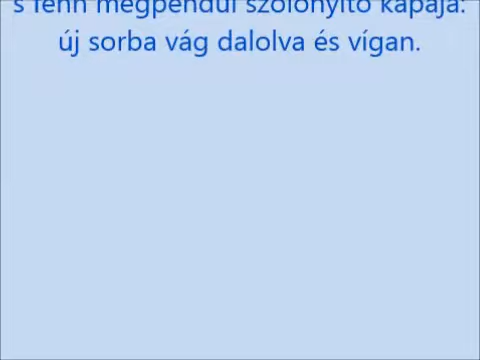 s fenn megpendül szőlőnyitó kapája:
új sorba vág dalolva és vígan.